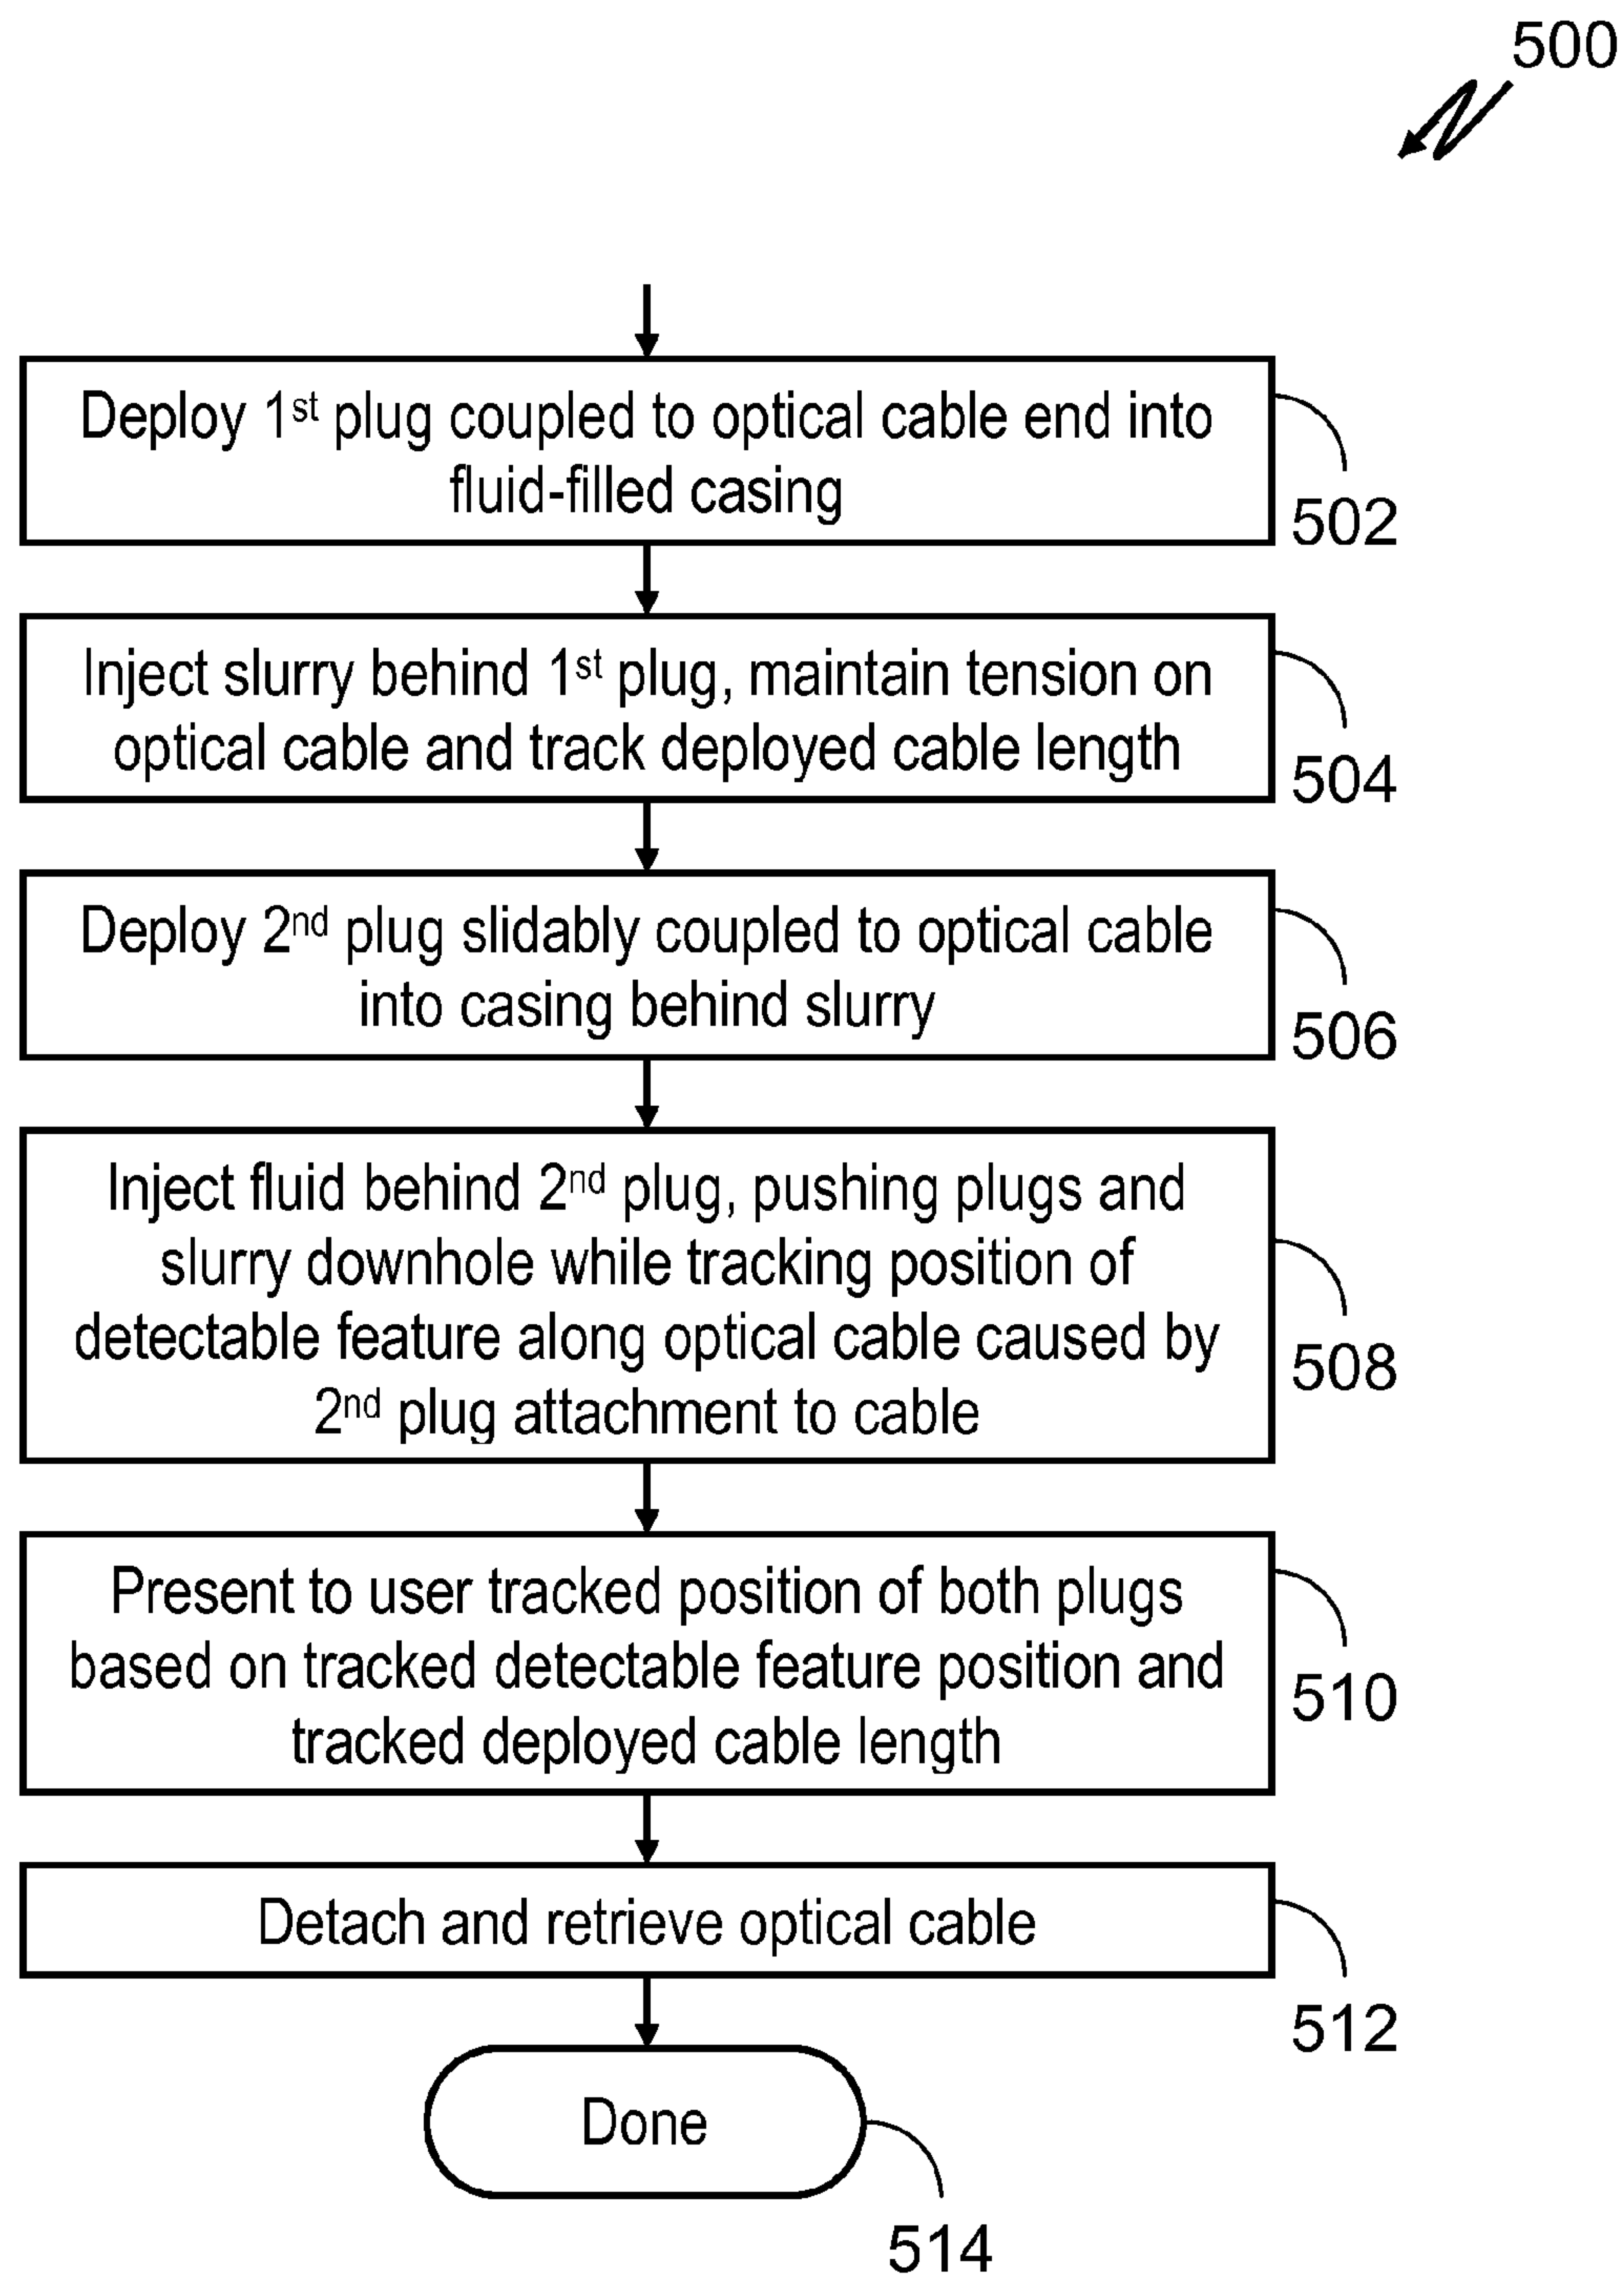 500
Deploy 1st plug coupled to optical cable end into
fluid-filled casing
502
Inject slurry behind 1st plug, maintain tension on
optical cable and track deployed cable length
504
Deploy 2nd plug slidably coupled to optical cable
into casing behind slurry
506
Inject fluid behind 2nd plug, pushing plugs and
slurry downhole while tracking position of
detectable feature along optical cable caused by
2nd plug attachment to cable
508
Present to user tracked position of both plugs
based on tracked detectable feature position and
tracked deployed cable length
510
Detach and retrieve optical cable
512
Done
514